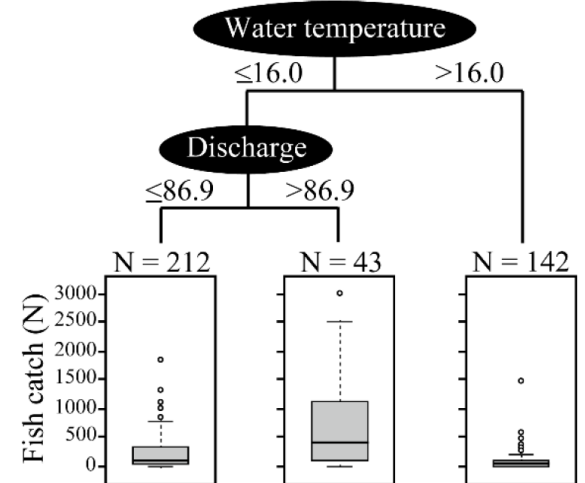 Water temperature
≤16.0 >16.0
Discharge
≤86.9 >86.9
N = 212 N = 43 N = 142
Fish catch (N)
3000
2500
2000
1500
1000
500
0